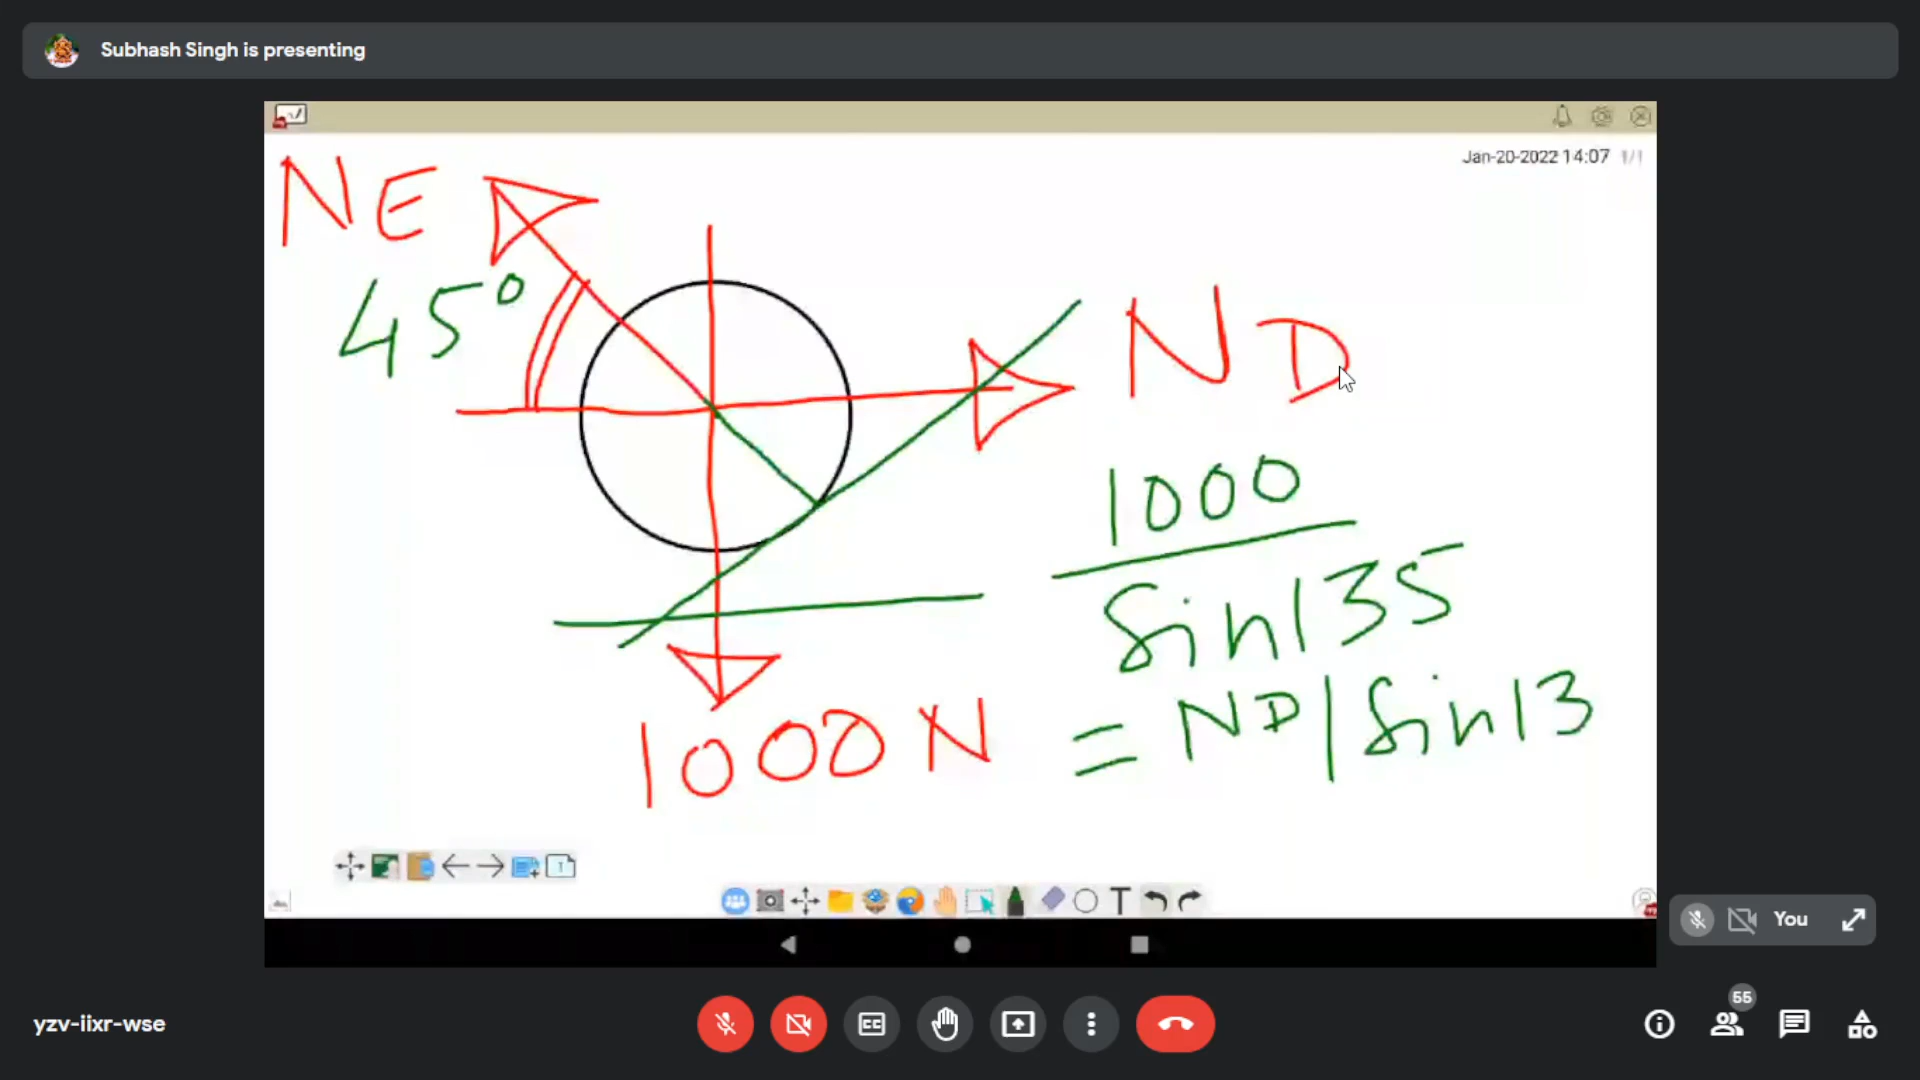 Subhash Singh is presenting
Jan-20-2022 14:07 1/1
NE
45°
ND
1000
Sin135
= ND | Sin13
1000 N
You
55
yzv-iixr-wse